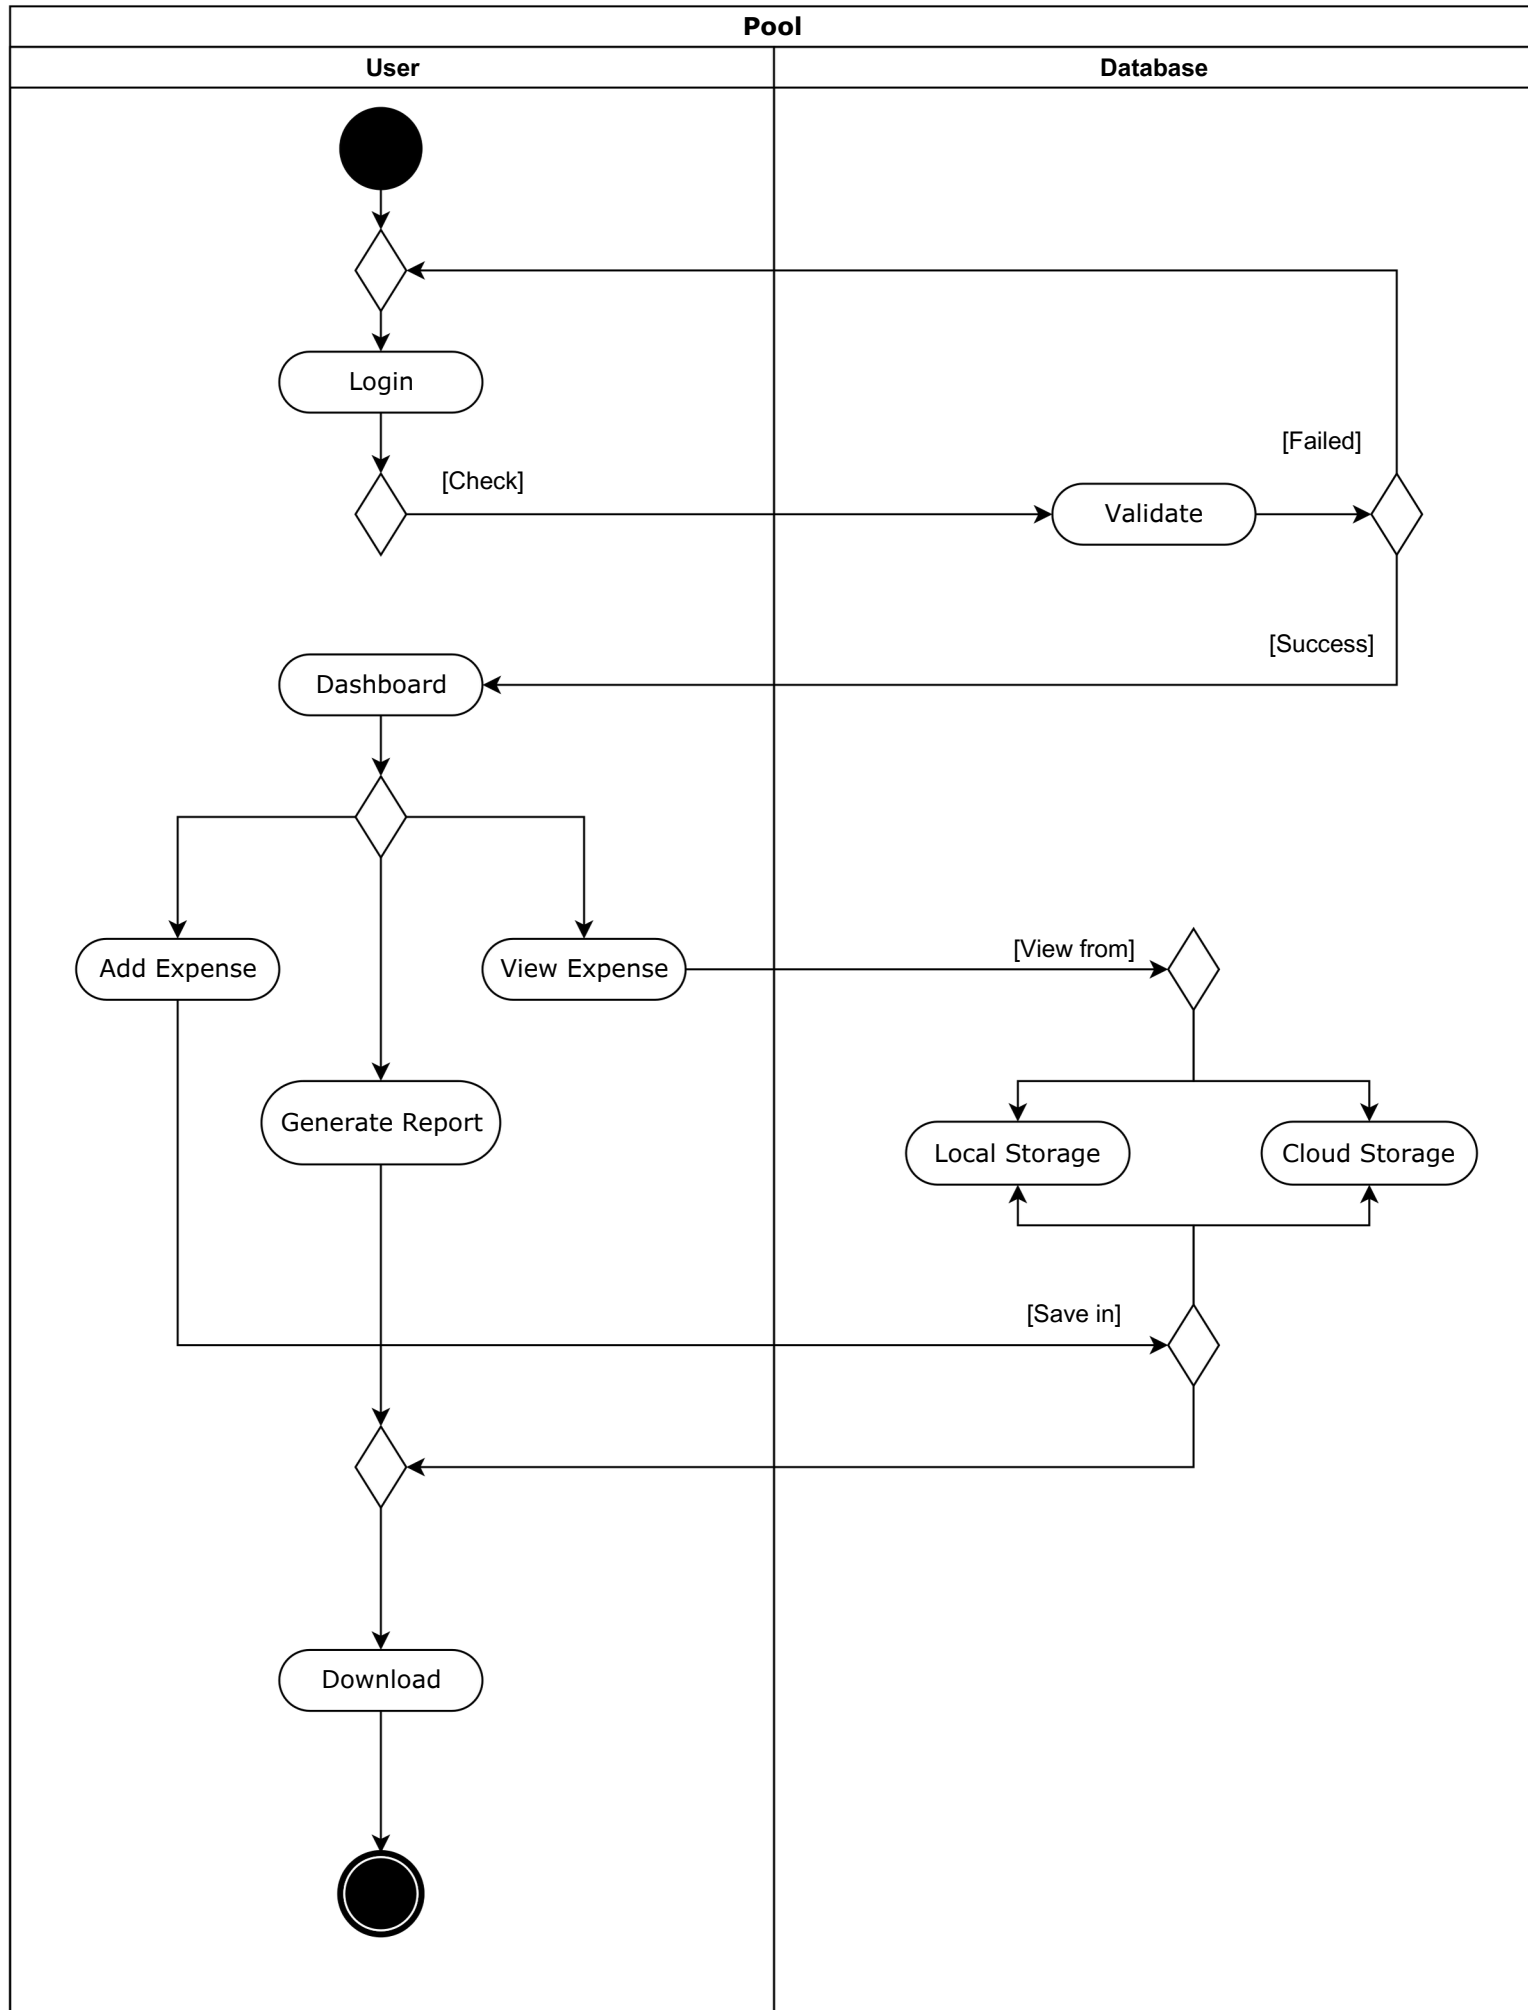 Pool
User
Database
Login
[Failed]
[Check]
Validate
[Success]
Dashboard
[View from]
Add Expense
View Expense
Generate Report
Local Storage
Cloud Storage
[Save in]
Download